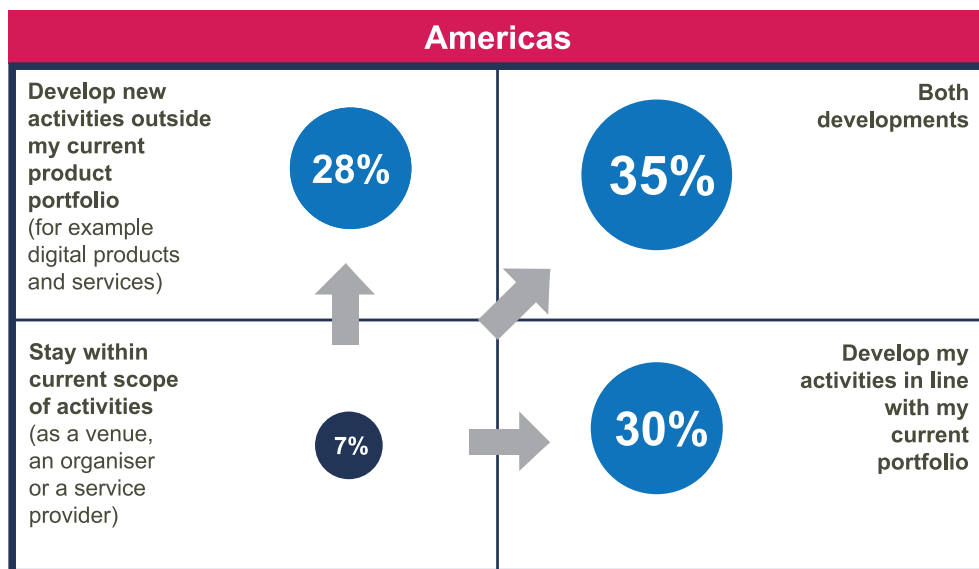 Americas
Develop new
activities outside
my current
product
portfolio
(for example
digital products
and services)
28%
35%
Both
developments
Stay within
current scope
of activities
(as a venue,
an organiser
or a service
provider)
7%
30%
Develop my
activities in line
with my
current
portfolio